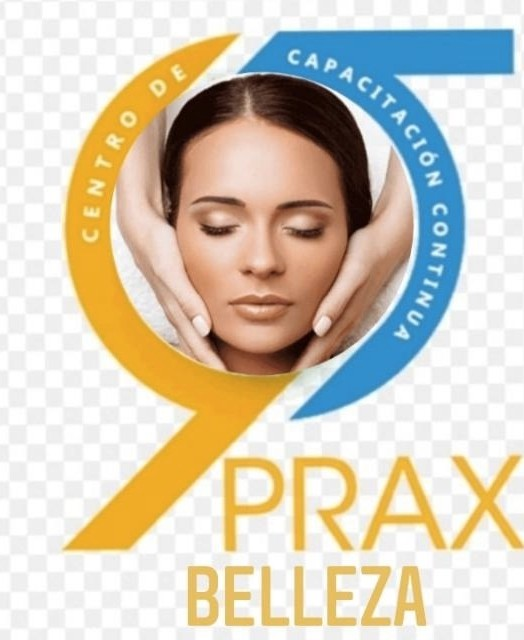 CENTRO DE
CAPACITACIÓN CONTINUA
PRAX
BELLEZA